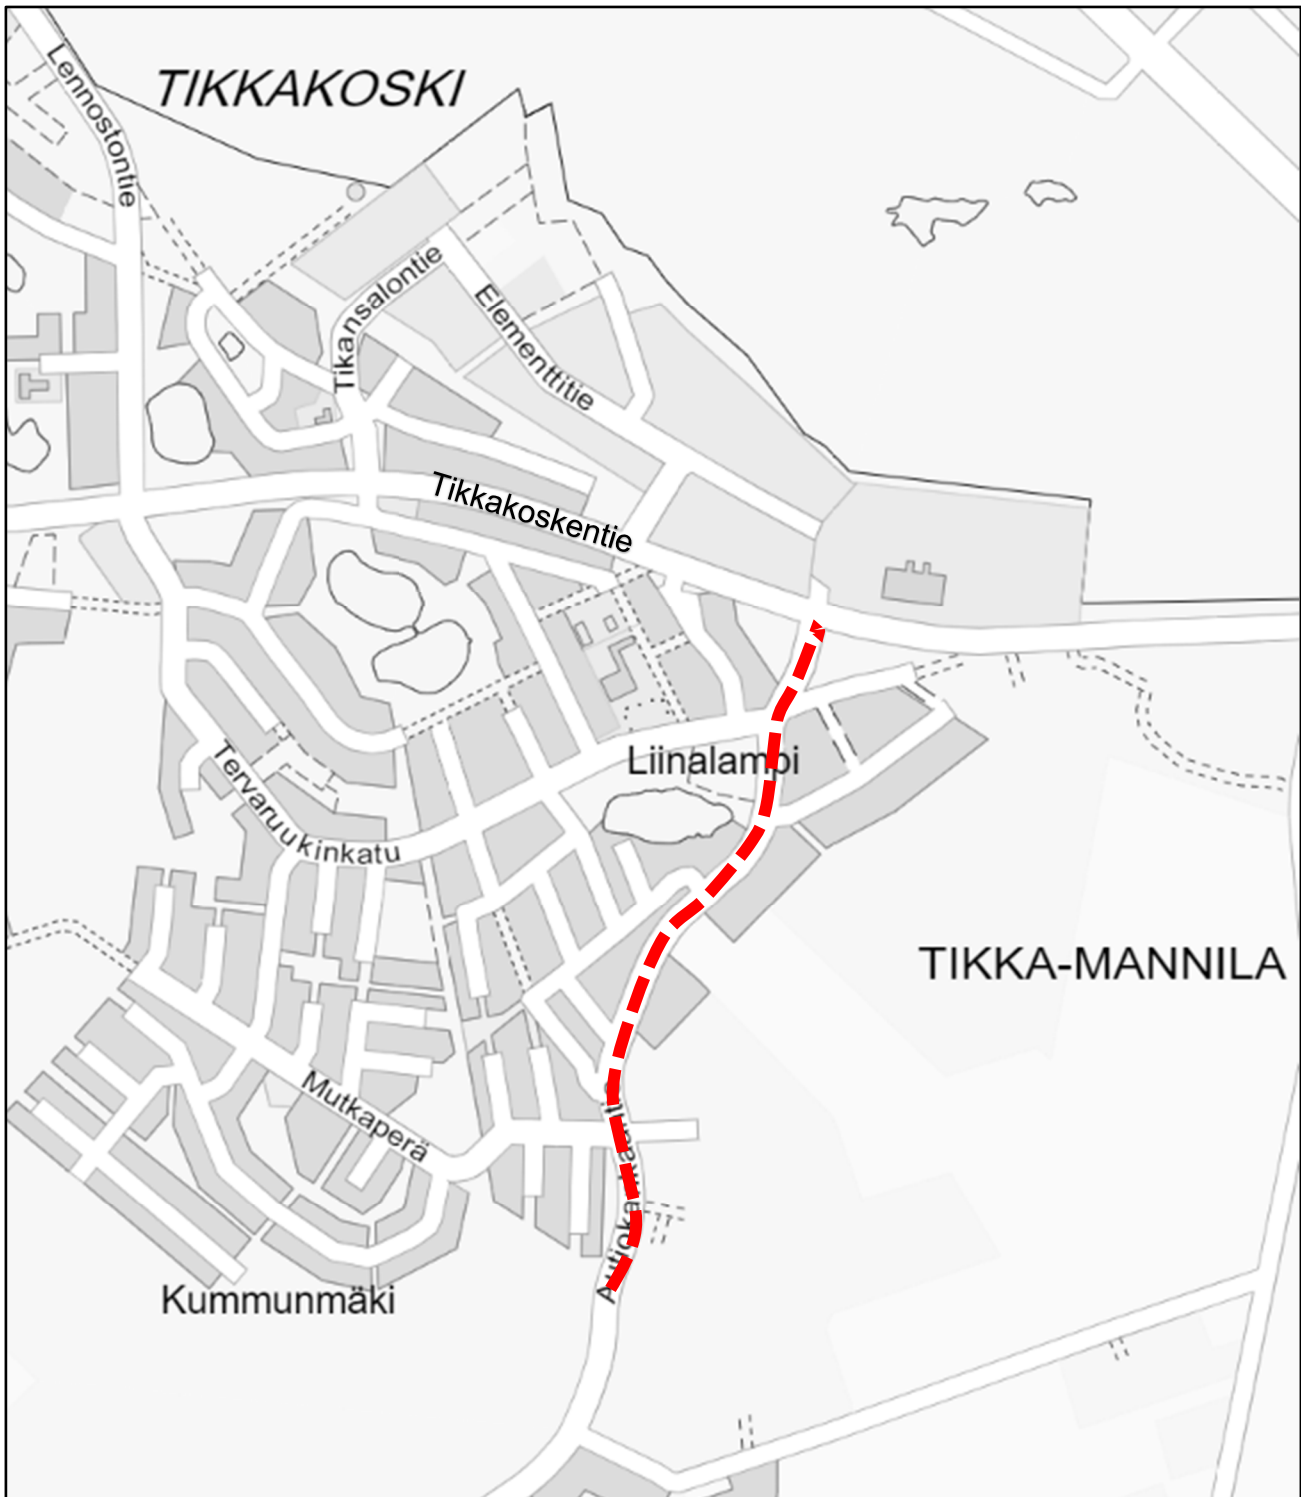 Lennostontie
TIKKAKOSKI
Tikansalontie
Elementtitie
Tikkakoskentie
Liinalampi
Tervaruukinkatu
TIKKA-MANNILA
Mutkaperä
Kummunmäki